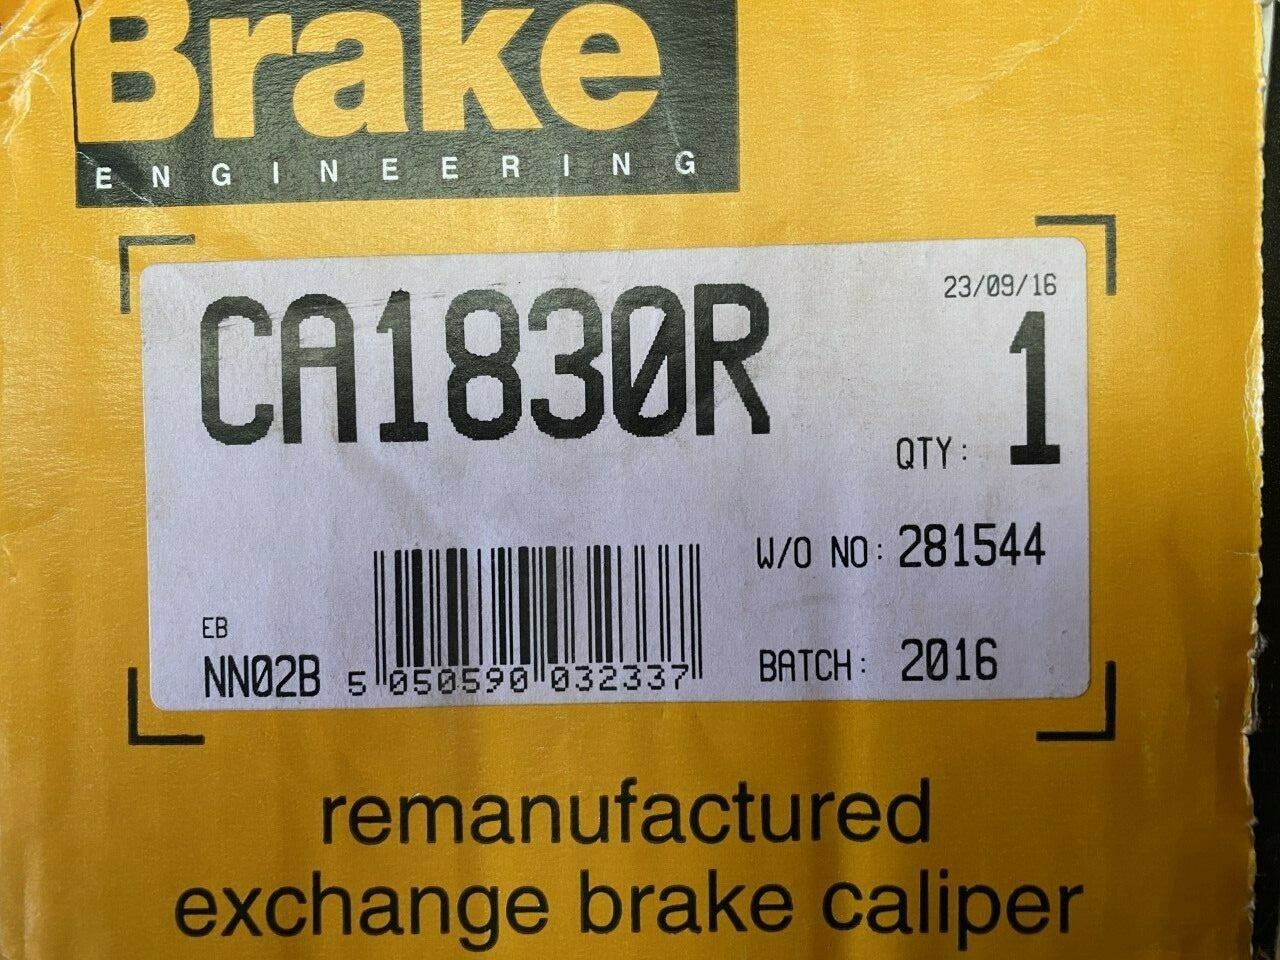 Brake
ENGINEERING
23/09/16
CA1830R
QTY: 1
W/O NO: 281544
EB
NN02B
5 050590 032337
BATCH: 2016
remanufactured
exchange brake caliper